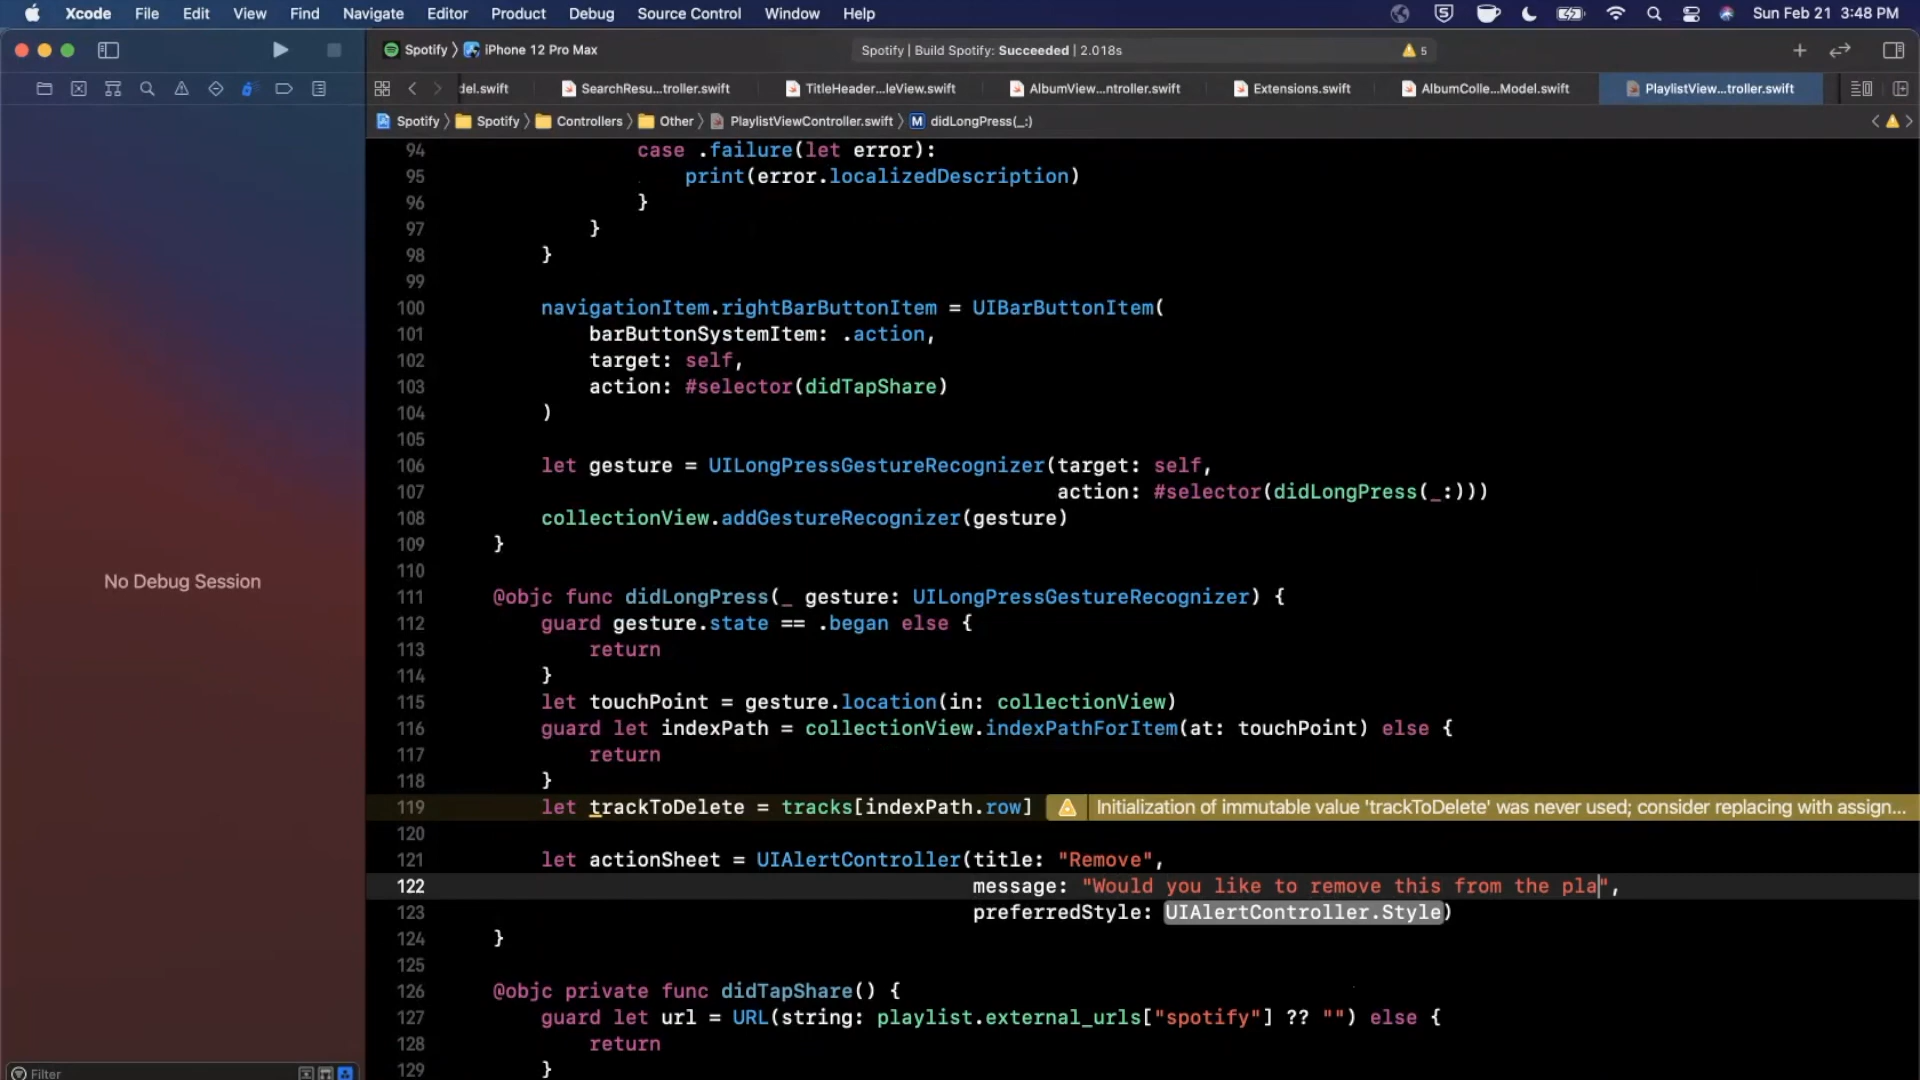 Xcode File Edit View Find Navigate Editor Product Debug Source Control Window Help Sun Feb 21 3:48 PM
Spotify 〉 iPhone 12 Pro Max Spotify | Build Spotify: Succeeded | 2.018s 5
del.swift SearchResu...troller.swift TitleHeader...leView.swift AlbumView...ntroller.swift Extensions.swift AlbumColle...Model.swift PlaylistView...troller.swift
Spotify 〉 Spotify 〉 Controllers 〉 Other 〉 PlaylistViewController.swift 〉 M didLongPress(_:)
94 case .failure(let error):
95 print(error.localizedDescription)
96 }
97 }
98 }
99
100 navigationItem.rightBarButtonItem = UIBarButtonItem(
101 barButtonSystemItem: .action,
102 target: self,
103 action: #selector(didTapShare)
104 )
105
106 let gesture = UILongPressGestureRecognizer(target: self,
107 action: #selector(didLongPress(_:)))
108 collectionView.addGestureRecognizer(gesture)
109 }
110
No Debug Session
111 @objc func didLongPress(_ gesture: UILongPressGestureRecognizer) {
112 guard gesture.state == .began else {
113 return
114 }
115 let touchPoint = gesture.location(in: collectionView)
116 guard let indexPath = collectionView.indexPathForItem(at: touchPoint) else {
117 return
118 }
119 let trackToDelete = tracks[indexPath.row] Initialization of immutable value 'trackToDelete' was never used; consider replacing with assign...
120
121 let actionSheet = UIAlertController(title: "Remove",
122 message: "Would you like to remove this from the pla",
123 preferredStyle: UIAlertController.Style)
124 }
125
126 @objc private func didTapShare() {
127 guard let url = URL(string: playlist.external_urls["spotify"] ?? "") else {
128 return
129 }
Filter